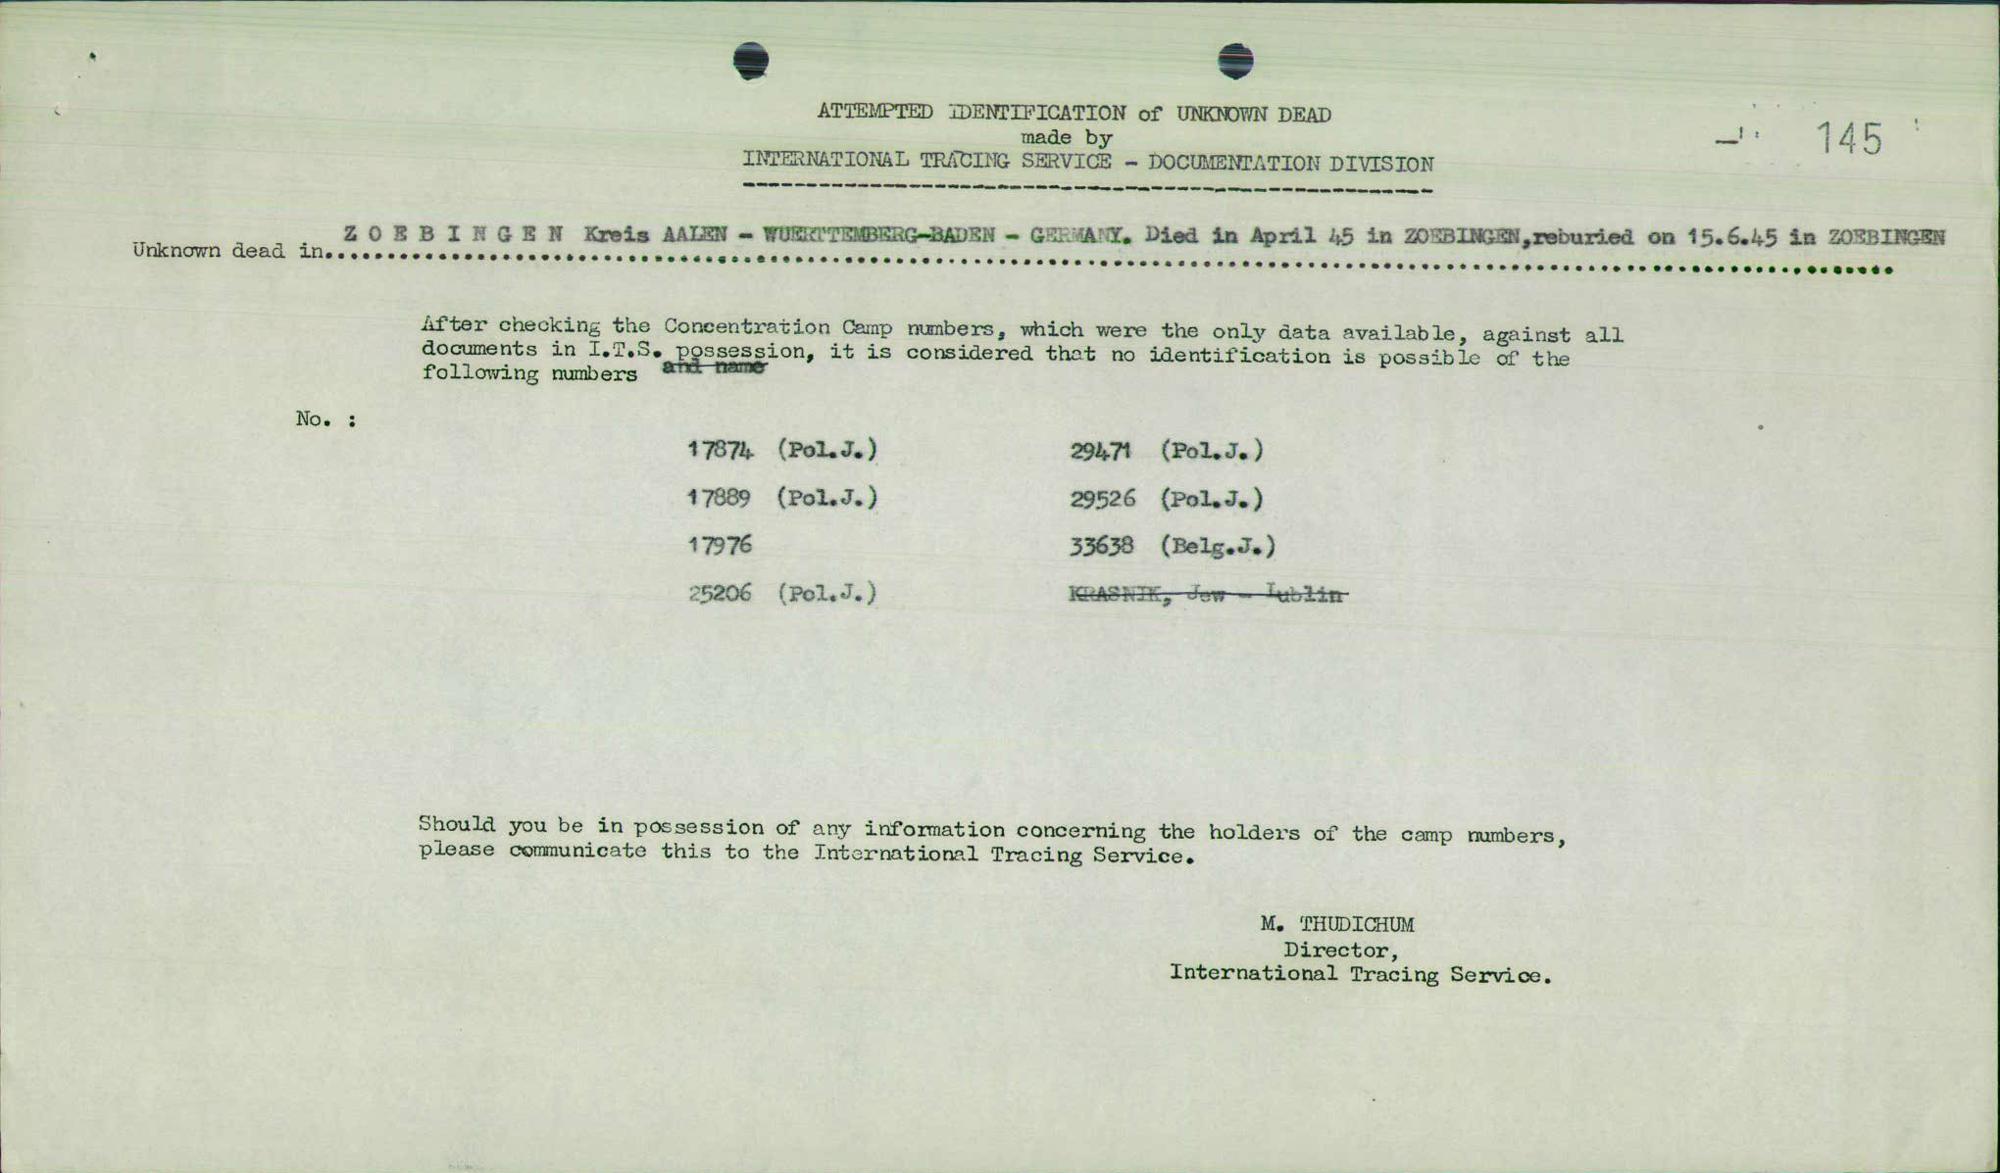 ATTEMPTED IDENTIFICATION of UNKNOWN DEAD
made by
INTERNATIONAL TRACING SERVICE - DOCUMENTATION DIVISION
145
Unknown dead in Z O E B I N G E N Kreis AALEN - WUERTTEMBERG-BADEN - GERMANY. Died in April 45 in ZOEBINGEN,reburied on 15.6.45 in ZOEBINGEN
After checking the Concentration Camp numbers, which were the only data available, against all
documents in I.T.S. possession, it is considered that no identification is possible of the
following numbers and name
No. :
17874 (Pol.J.) 29471 (Pol.J.)
17889 (Pol.J.) 29526 (Pol.J.)
17976 33638 (Belg.J.)
25206 (Pol.J.) KRASNIK, Jew - Lublin
Should you be in possession of any information concerning the holders of the camp numbers,
please communicate this to the International Tracing Service.
M. THUDICHUM
Director,
International Tracing Service.